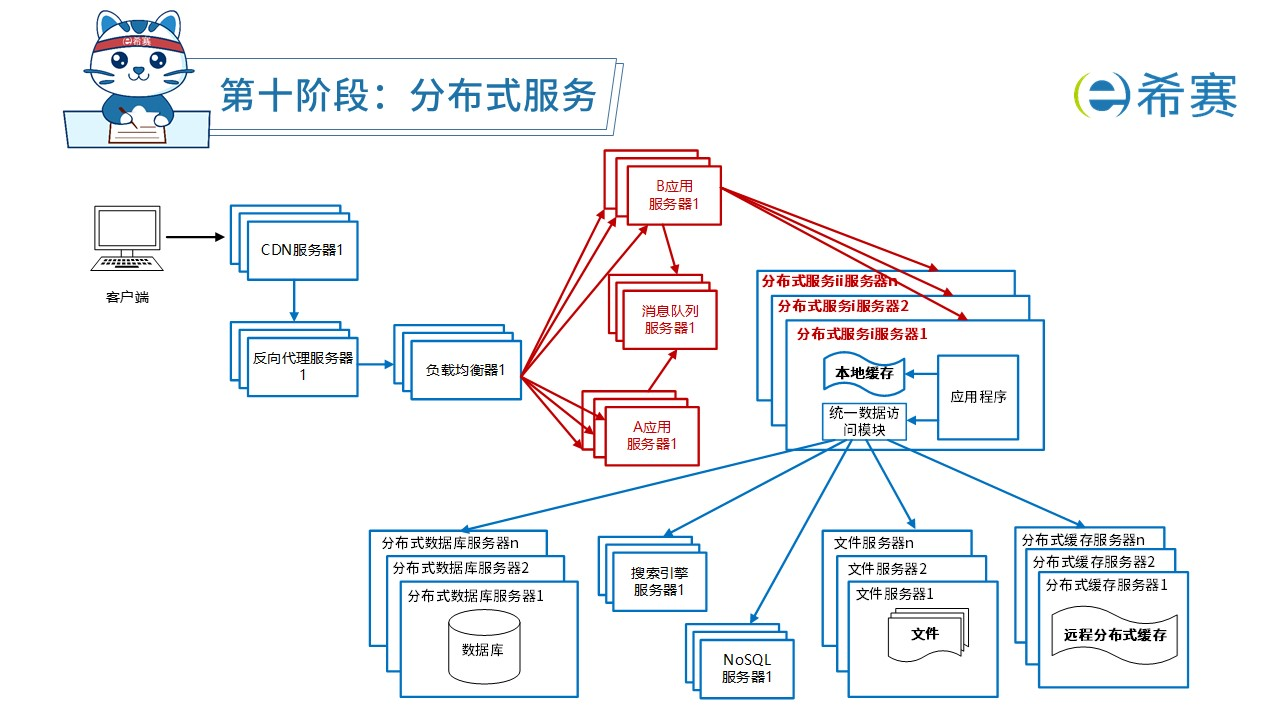 希赛
第十阶段：分布式服务
希赛
客户端
CDN服务器1
反向代理服务器
1
负载均衡器1
B应用
服务器1
消息队列
服务器1
A应用
服务器1
分布式服务ii服务器n
分布式服务i服务器2
分布式服务i服务器1
本地缓存
统一数据访
问模块
应用程序
分布式数据库服务器n
分布式数据库服务器2
分布式数据库服务器1
数据库
搜索引擎
服务器1
NoSQL
服务器1
文件服务器n
文件服务器2
文件服务器1
文件
分布式缓存服务器n
分布式缓存服务器2
分布式缓存服务器1
远程分布式缓存